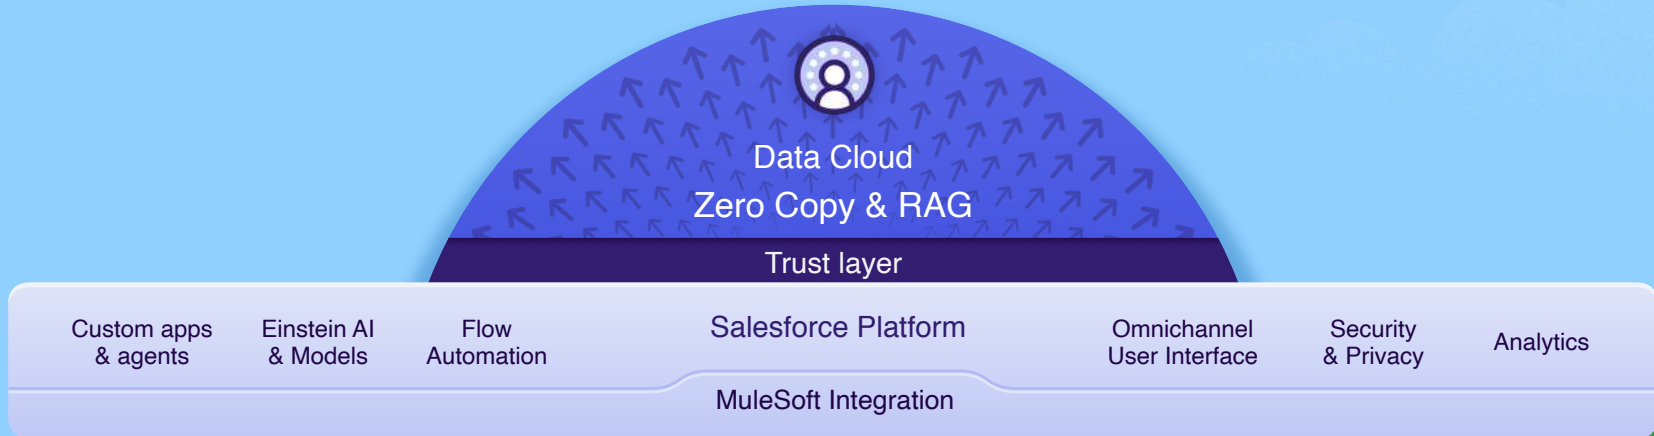 Data Cloud
Zero Copy & RAG
Trust layer
Custom apps
& agents
Einstein AI
& Models
Flow
Automation
Salesforce Platform
Omnichannel
User Interface
Security
& Privacy
Analytics
MuleSoft Integration